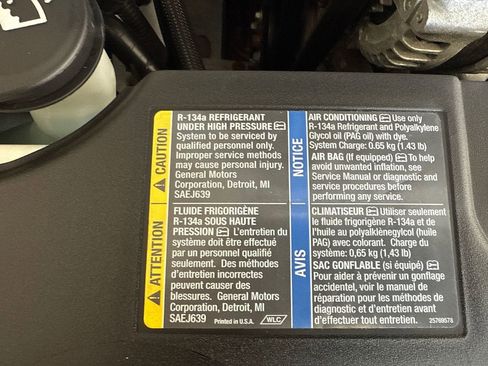 CAUTION
R-134a REFRIGERANT
UNDER HIGH PRESSURE
System to be serviced by
qualified personnel only.
Improper service methods
may cause personal injury.
General Motors
Corporation, Detroit, MI
SAEJ639
NOTICE
AIR CONDITIONING Use only
R-134a Refrigerant and Polyalkylene
Glycol oil (PAG oil) with dye.
System Charge: 0.65 kg (1.43 lb)
AIR BAG (If equipped) To help
avoid unwanted inflation, see
Service Manual or diagnostic and
service procedures before
performing any service.
ATTENTION
FLUIDE FRIGORIGÈNE
R-134a SOUS HAUTE
PRESSION L'entretien du
système doit être effectué
par un personnel qualifié
seulement. Des méthodes
d'entretien incorrectes
peuvent causer des
blessures. General Motors
Corporation, Detroit, MI
SAEJ639 Printed in U.S.A. WLC
AVIS
CLIMATISEUR Utiliser seulement
le fluide frigorigène R-134a et de
l'huile au polyalkènegylcol (huile
PAG) avec colorant. Charge du
système: 0,65 kg (1,43 lb)
SAC GONFLABLE (si équipé)
Pour aider à prévenir un gonflage
accidentel, voir le manuel de
réparation pour les méthodes de
diagnostic et d'entretien avant
d'effectuer tout entretien.
25769578